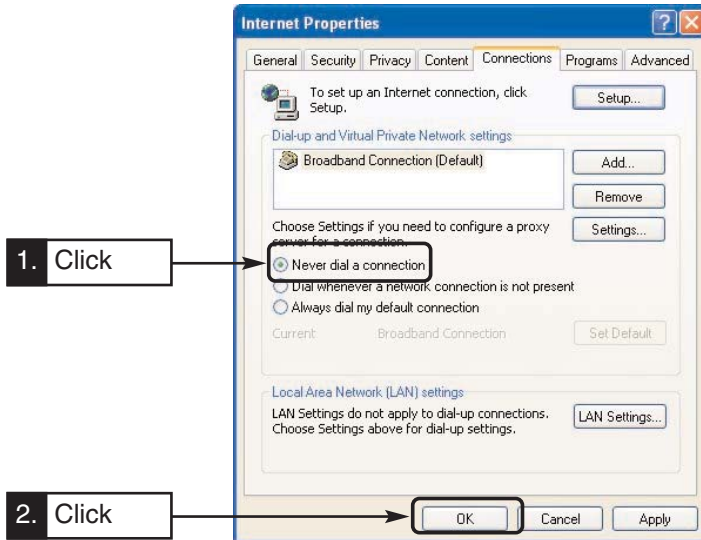 Internet Properties
General Security Privacy Content Connections Programs Advanced
To set up an Internet connection, click
Setup.
Setup...
Dial-up and Virtual Private Network settings
Broadband Connection (Default)
Add...
Remove
Choose Settings if you need to configure a proxy
server for a connection.
Settings...
1. Click
Never dial a connection
Dial whenever a network connection is not present
Always dial my default connection
Current Broadband Connection Set Default
Local Area Network (LAN) settings
LAN Settings do not apply to dial-up connections.
Choose Settings above for dial-up settings.
LAN Settings...
2. Click
OK Cancel Apply